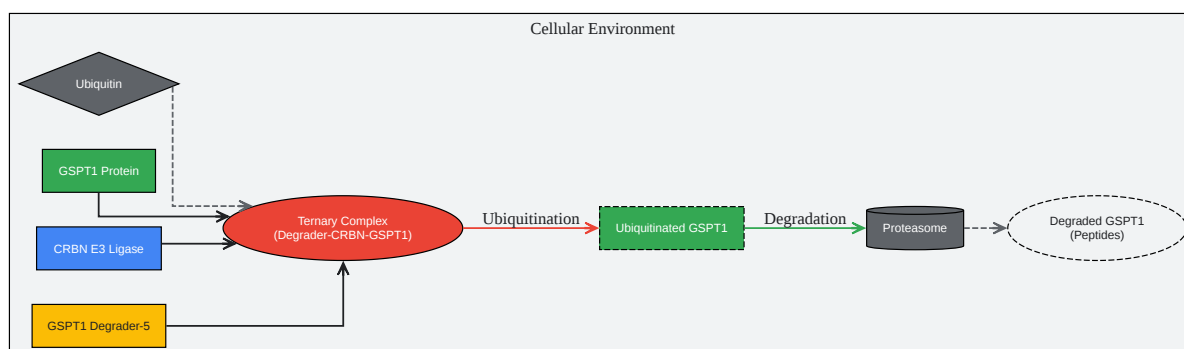 Cellular Environment
Ubiquitin
GSPT1 Protein
CRBN E3 Ligase
GSPT1 Degrader-5
Ternary Complex
(Degrader-CRBN-GSPT1)
Ubiquitination
Ubiquitinated GSPT1
Degradation
Proteasome
Degraded GSPT1
(Peptides)